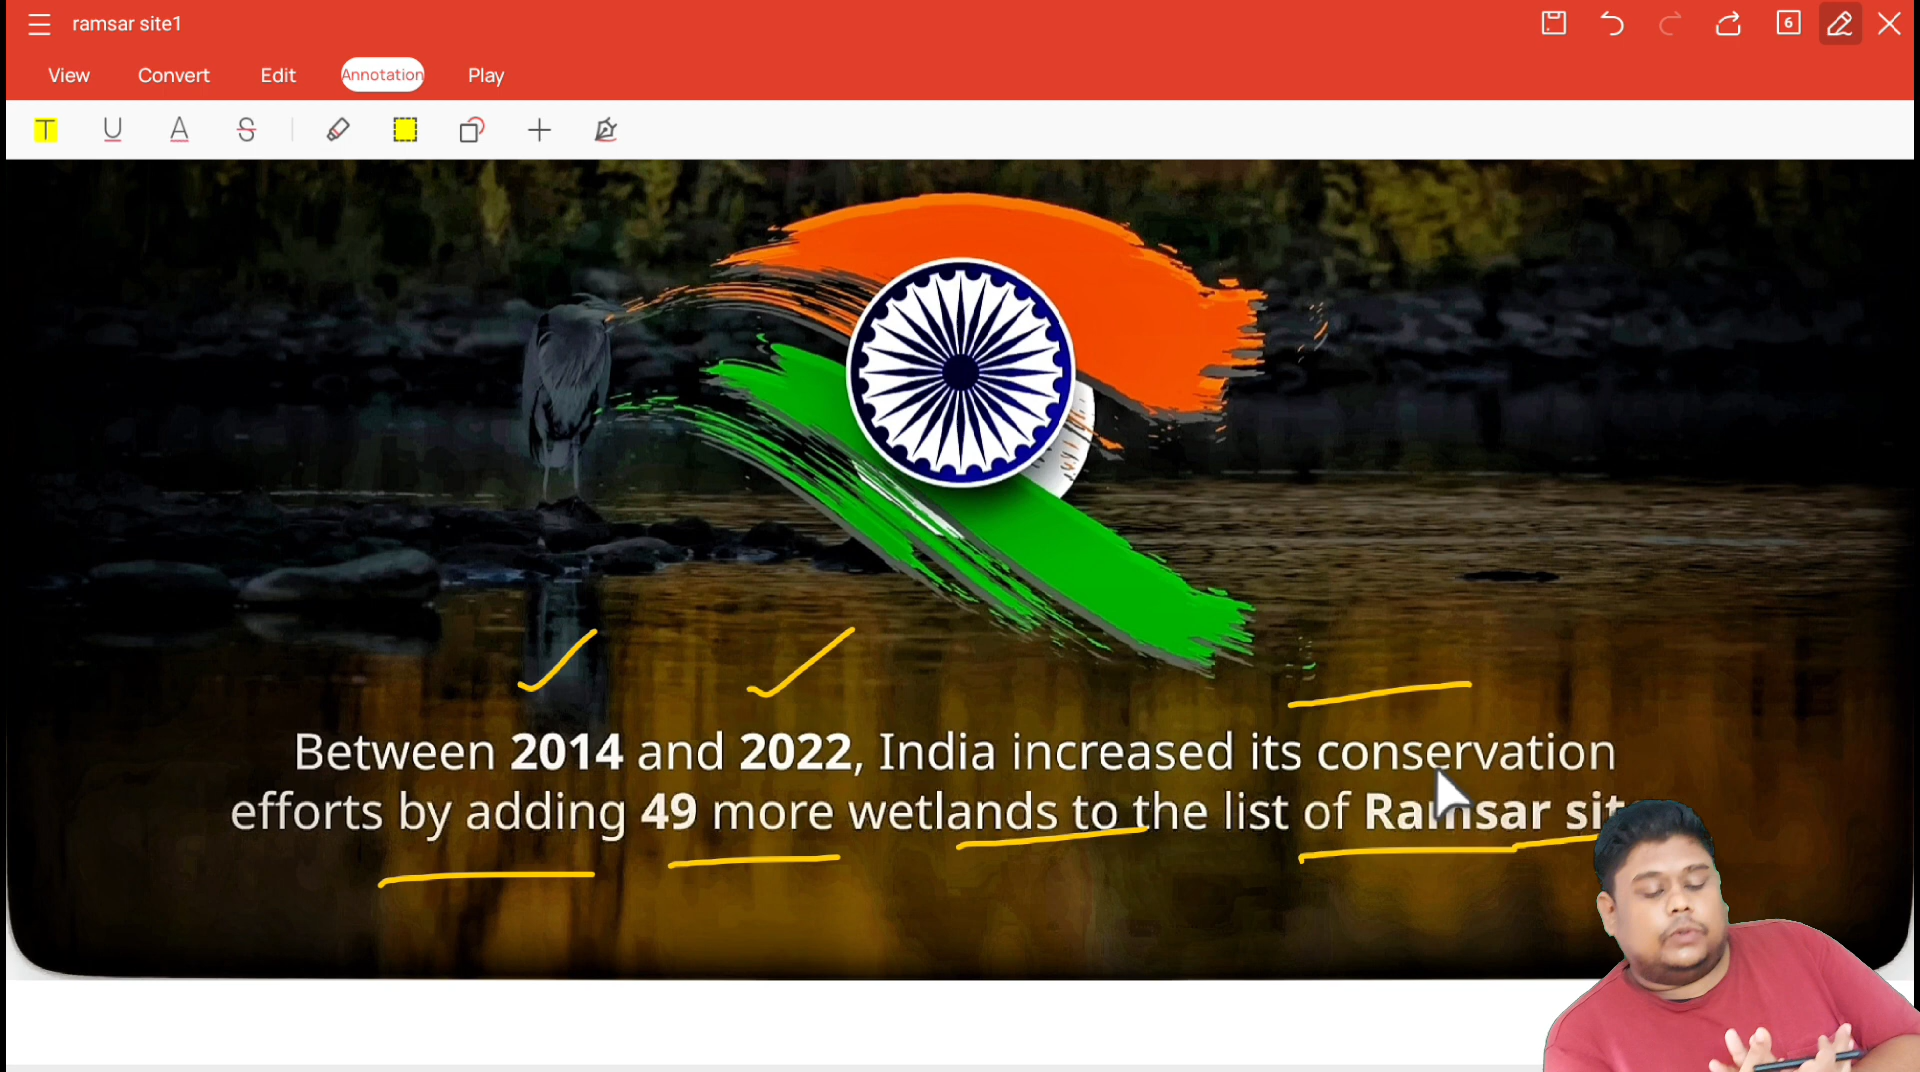 ramsar site1
6
View Convert Edit Annotation Play
T U A S
Between 2014 and 2022, India increased its conservation
efforts by adding 49 more wetlands to the list of Ramsar